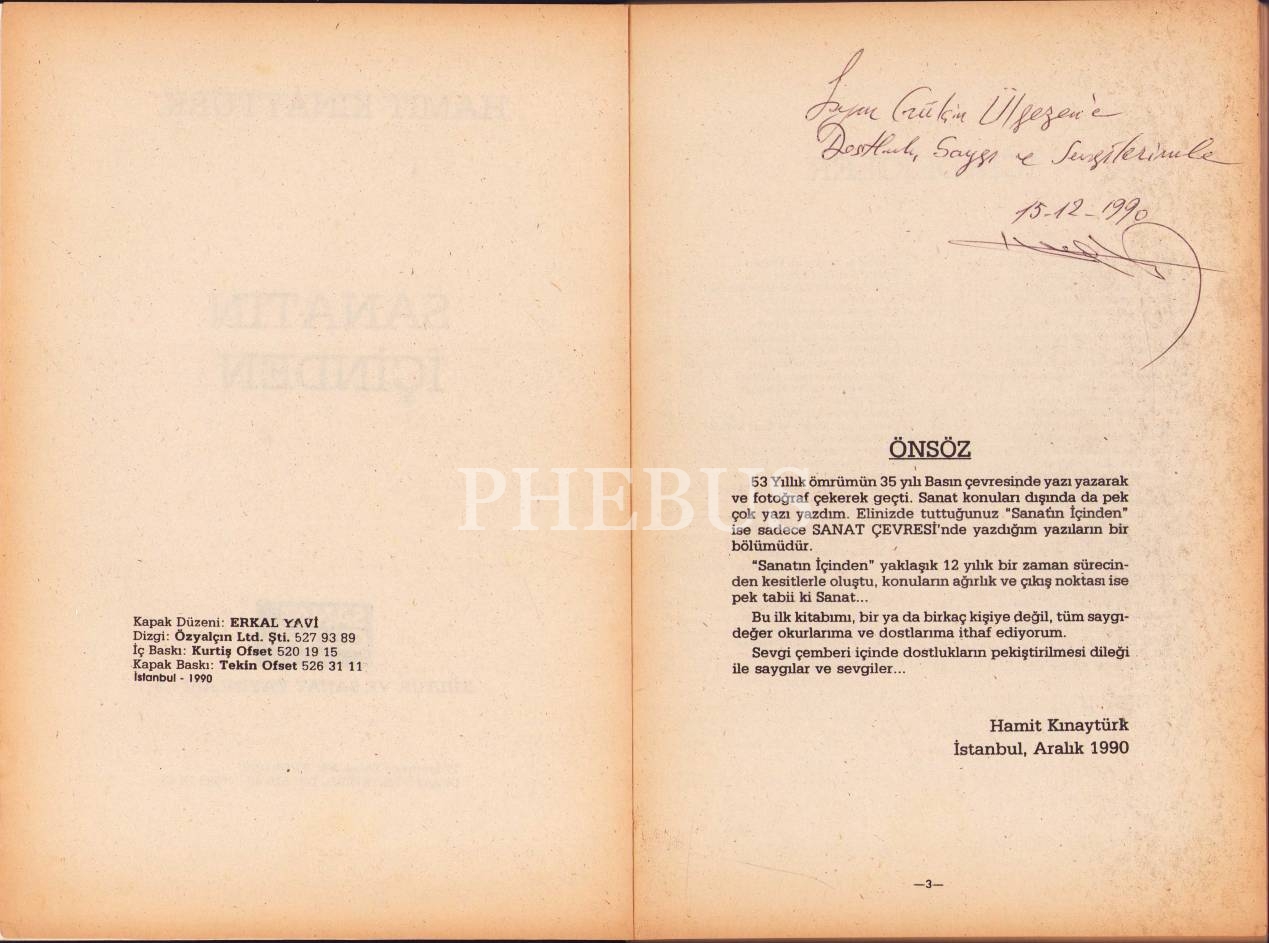 Kapak Düzeni: ERKAL YAVİ
Dizgi: Özyalçın Ltd. Şti. 527 93 89
İç Baskı: Kurtiş Ofset 520 19 15
Kapak Baskı: Tekin Ofset 526 31 11
İstanbul - 1990
Sayın Ülgezen'e
Dostluk, Saygı ve Sevgilerimle
15-12-1990
ÖNSÖZ
53 Yıllık ömrümün 35 yılı Basın çevresinde yazı yazarak
ve fotoğraf çekerek geçti. Sanat konuları dışında da pek
çok yazı yazdım. Elinizde tuttuğunuz "Sanatın İçinden"
ise sadece SANAT ÇEVRESİ'nde yazdığım yazıların bir
bölümüdür.
"Sanatın İçinden" yaklaşık 12 yılık bir zaman sürecin-
den kesitlerle oluştu, konuların ağırlık ve çıkış noktası ise
pek tabii ki Sanat...
Bu ilk kitabımı, bir ya da birkaç kişiye değil, tüm saygı-
değer okurlarıma ve dostlarıma ithaf ediyorum.
Sevgi çemberi içinde dostlukların pekiştirilmesi dileği
ile saygılar ve sevgiler...
Hamit Kınaytürk
İstanbul, Aralık 1990
—3—
PHEBUS
HAMİT KINAYTÜRK
SANATIN
İÇİNDEN